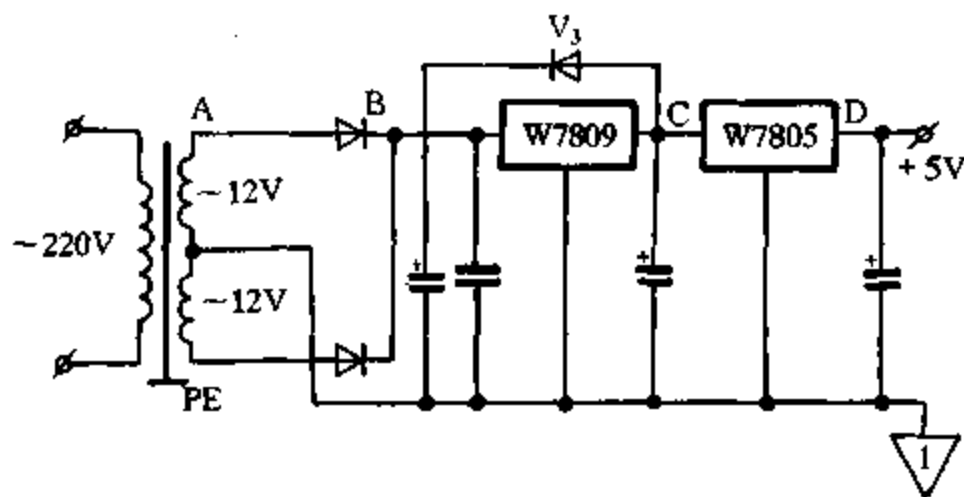 V3
A
B
C
D
W7809
W7805
+ 5V
~12V
~220V
~12V
+
+
+
PE
1